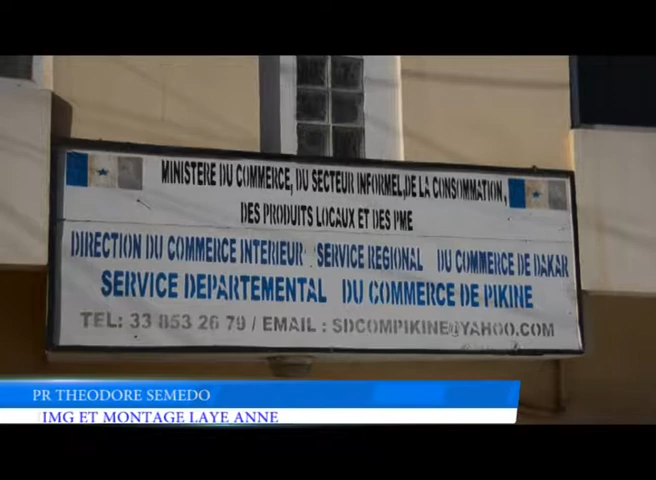 MINISTERE DU COMMERCE, DU SECTEUR INFORMEL,DE LA CONSOMMATION,
DES PRODUITS LOCAUX ET DES PME
DIRECTION DU COMMERCE INTERIEUR SERVICE REGIONAL DU COMMERCE DE DAKAR
SERVICE DEPARTEMENTAL DU COMMERCE DE PIKINE
TEL: 33 853 26 79 / EMAIL : SDCOMPIKINE@YAHOO.COM
PR THEODORE SEMEDO
IMG ET MONTAGE LAYE ANNE